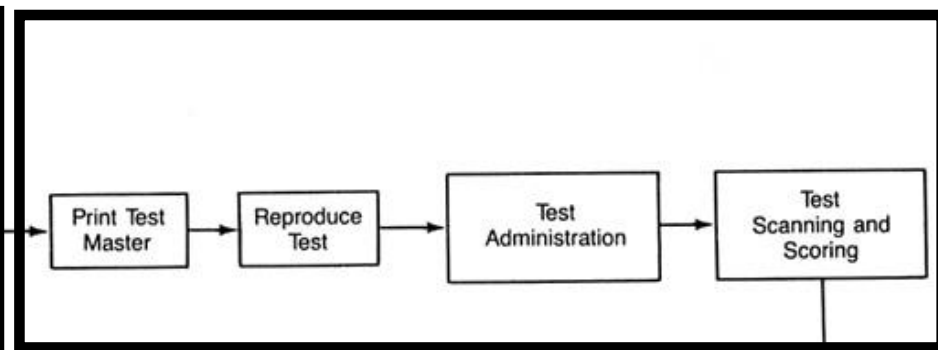 Print Test
Master
Reproduce
Test
Test
Administration
Test
Scanning and
Scoring